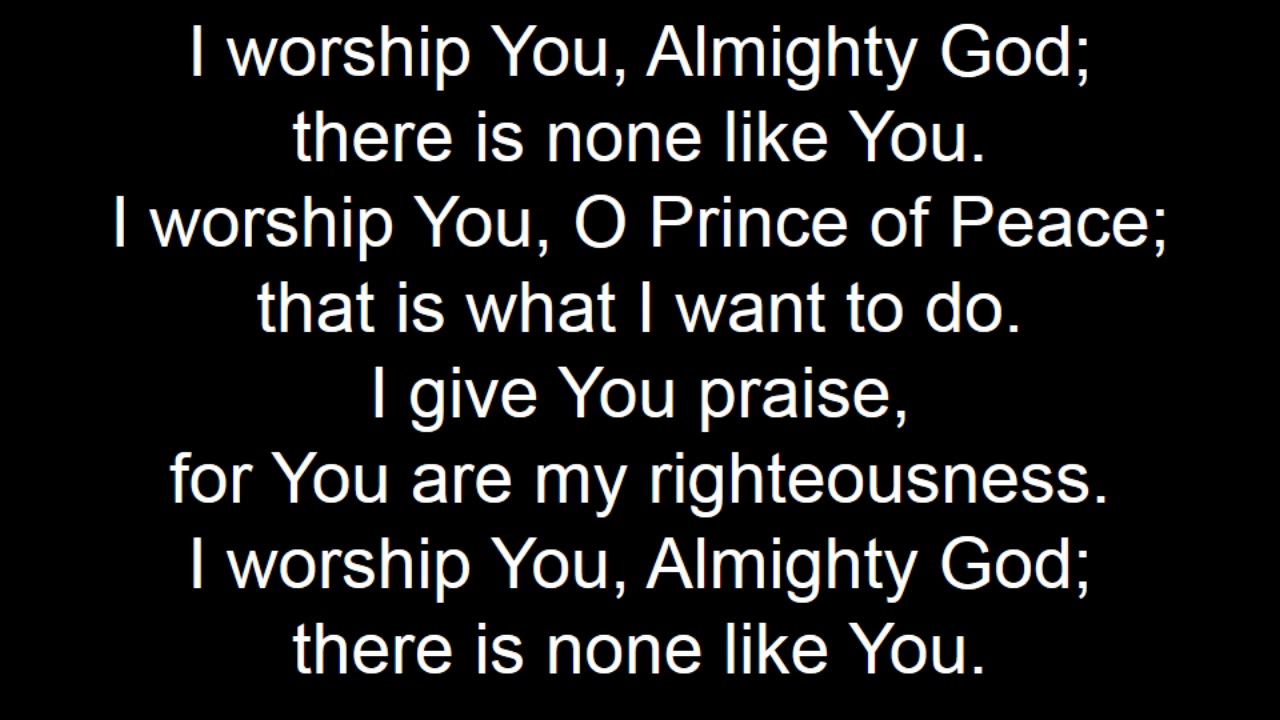 I worship You, Almighty God;
there is none like You.
I worship You, O Prince of Peace;
that is what I want to do.
I give You praise,
for You are my righteousness.
I worship You, Almighty God;
there is none like You.